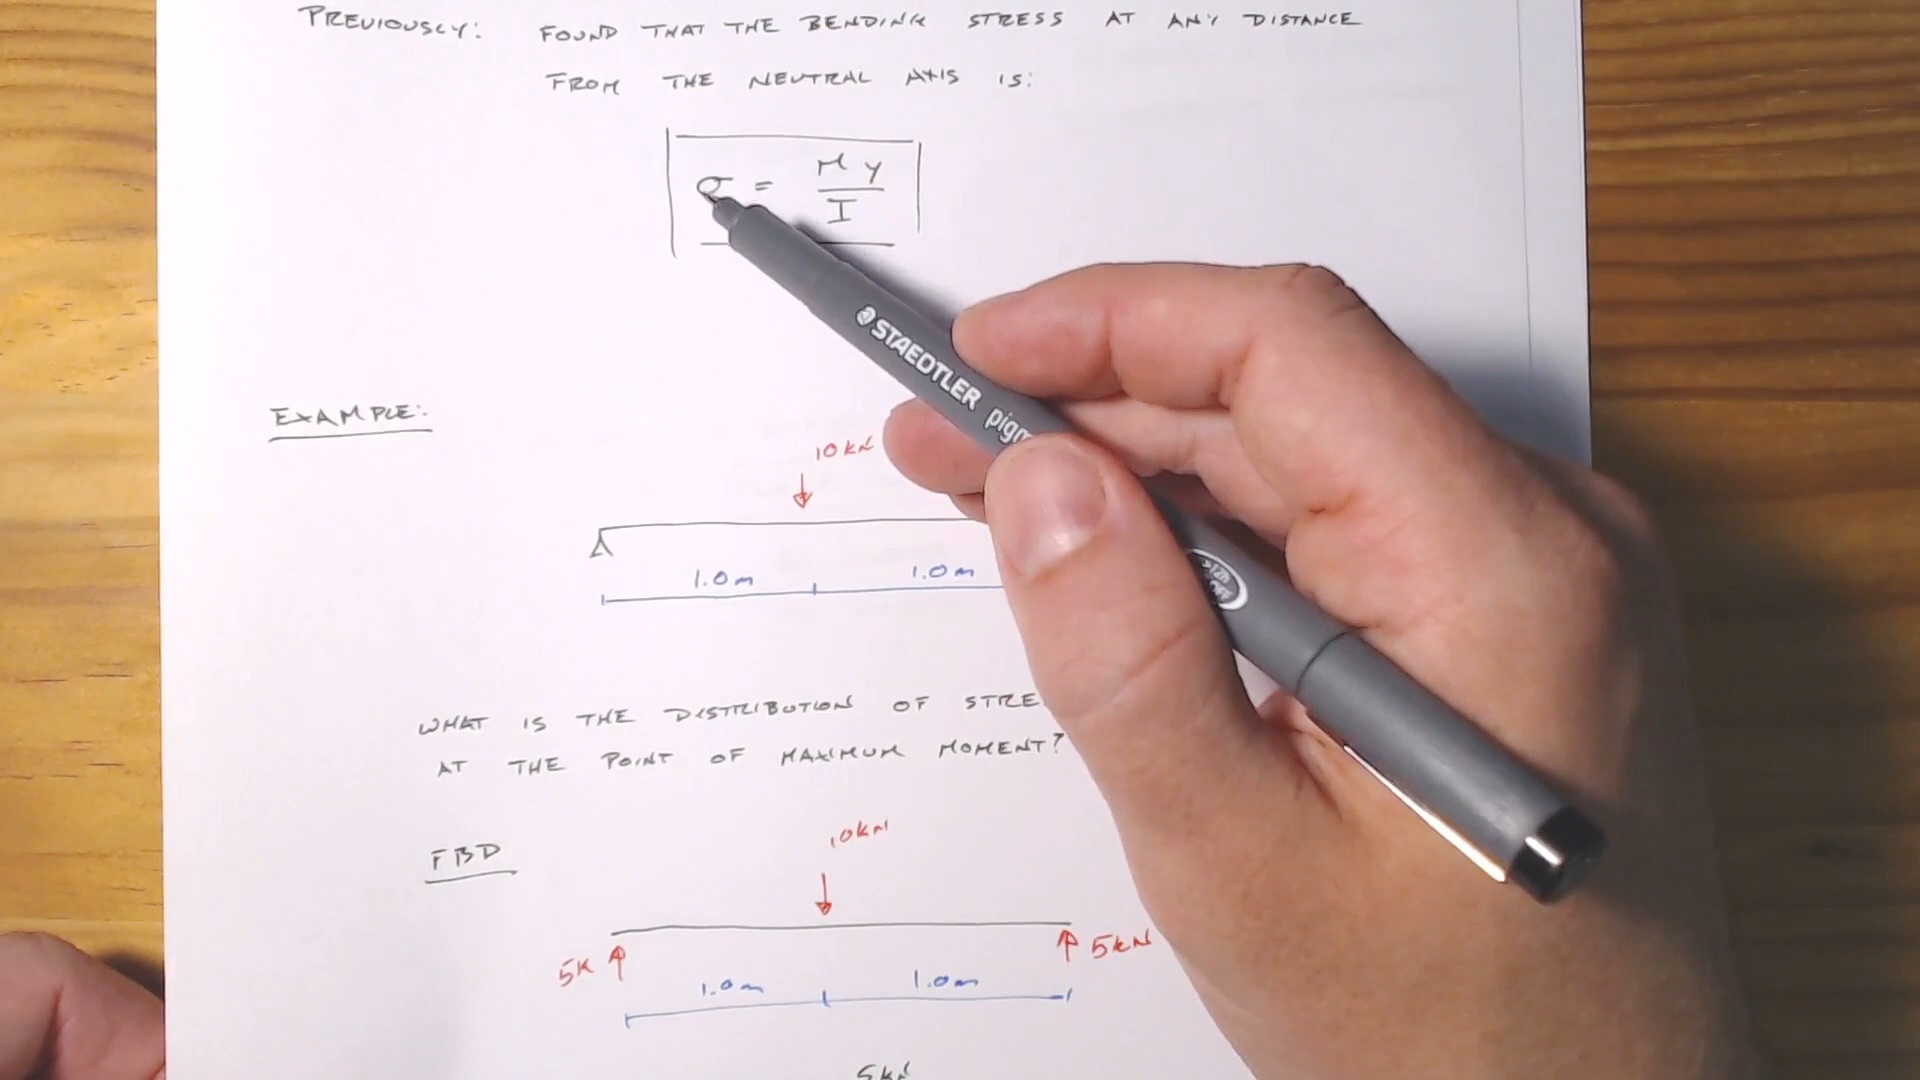 PREVIOUSLY: FOUND THAT THE BENDING STRESS AT ANY DISTANCE
FROM THE NEUTRAL AXIS IS:
σ = My / I
STAEDTLER pigm
EXAMPLE:
10kN
1.0m 1.0m
WHAT IS THE DISTRIBUTION OF STRE
AT THE POINT OF MAXIMUM MOMENT?
FBD
10kN
5k 5kN
1.0m 1.0m
5kN